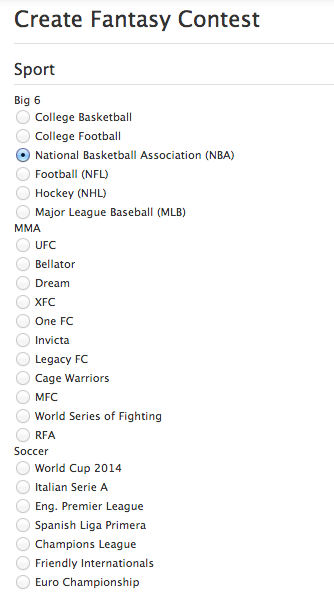 Create Fantasy Contest
Sport
Big 6
College Basketball
College Football
National Basketball Association (NBA)
Football (NFL)
Hockey (NHL)
Major League Baseball (MLB)
MMA
UFC
Bellator
Dream
XFC
One FC
Invicta
Legacy FC
Cage Warriors
MFC
World Series of Fighting
RFA
Soccer
World Cup 2014
Italian Serie A
Eng. Premier League
Spanish Liga Primera
Champions League
Friendly Internationals
Euro Championship